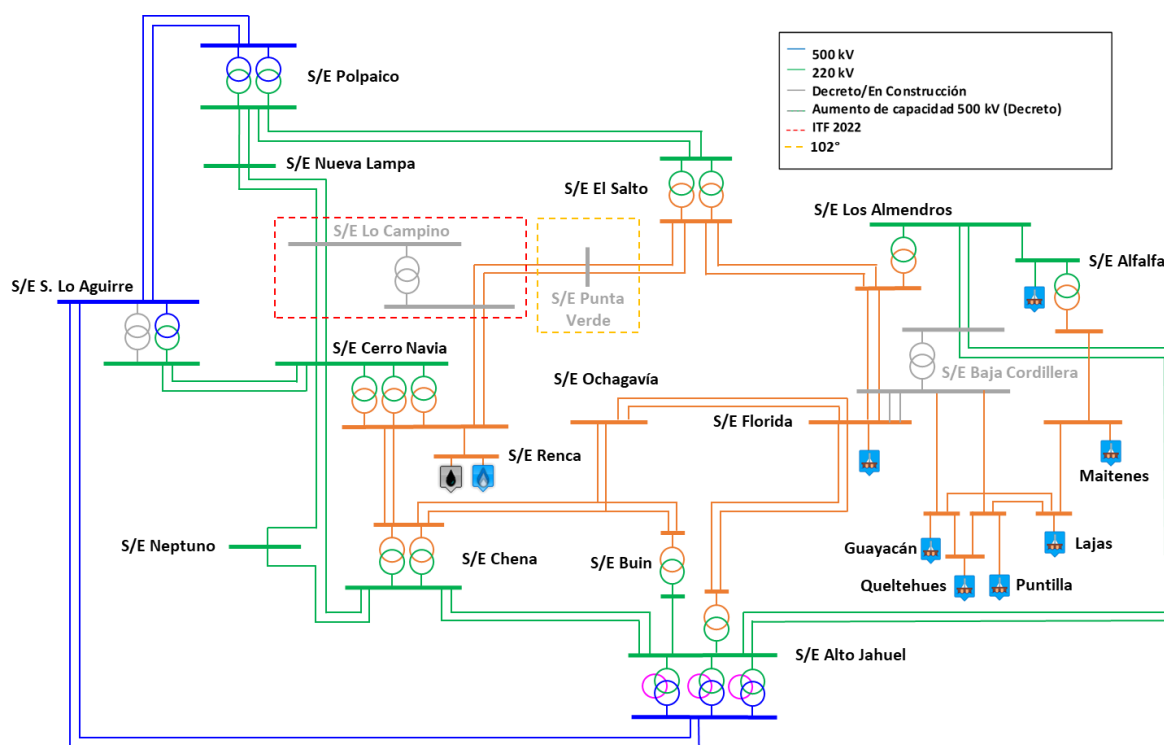 S/E Polpaico
500 kV
220 kV
Decreto/En Construcción
Aumento de capacidad 500 kV (Decreto)
ITF 2022
102°
S/E Nueva Lampa
S/E El Salto
S/E Los Almendros
S/E Lo Campino
S/E Alfalfa
S/E S. Lo Aguirre
S/E Punta
Verde
S/E Cerro Navia
S/E Baja Cordillera
S/E Ochagavía
S/E Florida
S/E Renca
Maitenes
S/E Neptuno
S/E Chena
S/E Buin
Guayacán
Lajas
Queltehues
Puntilla
S/E Alto Jahuel